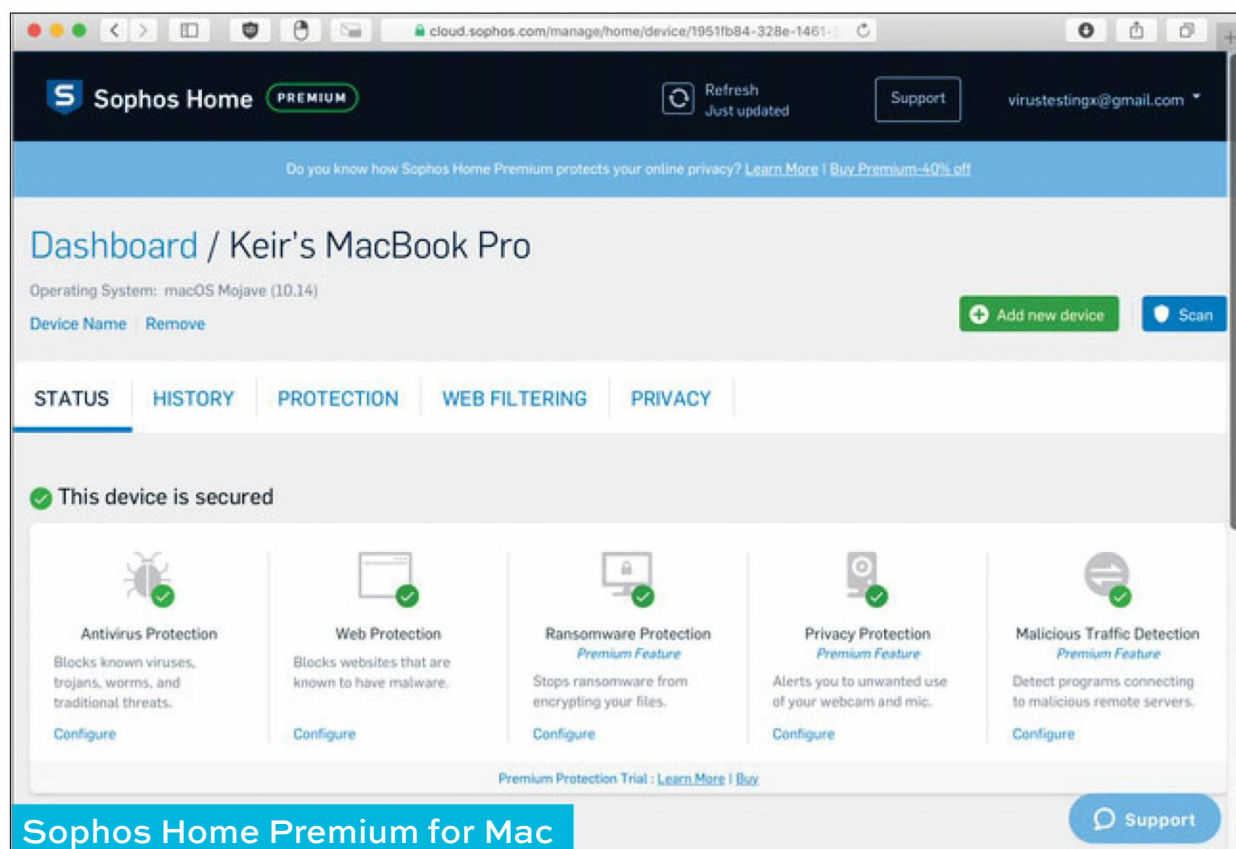 cloud.sophos.com/manage/home/device/1951fb84-328e-1461-
S Sophos Home PREMIUM
Refresh
Just updated
Support
virustestingx@gmail.com
Do you know how Sophos Home Premium protects your online privacy? Learn More | Buy Premium-40% off
Dashboard / Keir's MacBook Pro
Operating System: macOS Mojave (10.14)
Device Name | Remove
Add new device
Scan
STATUS HISTORY PROTECTION WEB FILTERING PRIVACY
This device is secured
Antivirus Protection
Blocks known viruses,
trojans, worms, and
traditional threats.
Configure
Web Protection
Blocks websites that are
known to have malware.
Configure
Ransomware Protection
Premium Feature
Stops ransomware from
encrypting your files.
Configure
Privacy Protection
Premium Feature
Alerts you to unwanted use
of your webcam and mic.
Configure
Malicious Traffic Detection
Premium Feature
Detect programs connecting
to malicious remote servers.
Configure
Premium Protection Trial : Learn More | Buy
Support
Sophos Home Premium for Mac